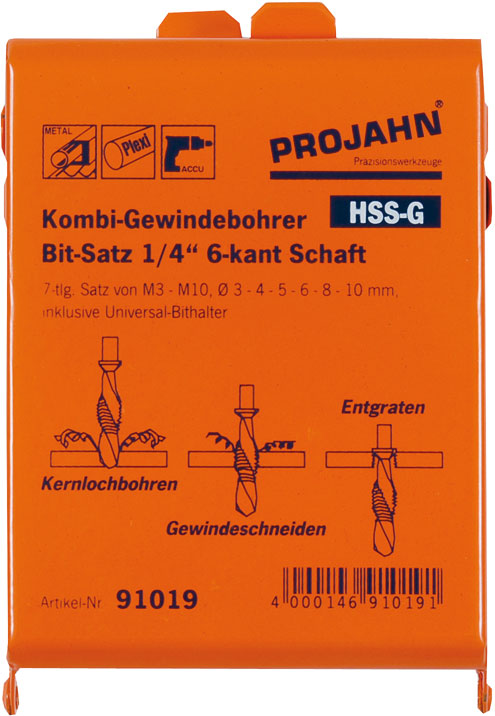 METAL
Plexi
ACCU
PROJAHN®
Präzisionswerkzeuge
HSS-G
Kombi-Gewindebohrer
Bit-Satz 1/4“ 6-kant Schaft
7-tlg. Satz von M3 - M10, Ø 3 - 4 - 5 - 6 - 8 - 10 mm,
inklusive Universal-Bithalter
Entgraten
Kernlochbohren
Gewindeschneiden
Artikel-Nr 91019
4 000146 910191